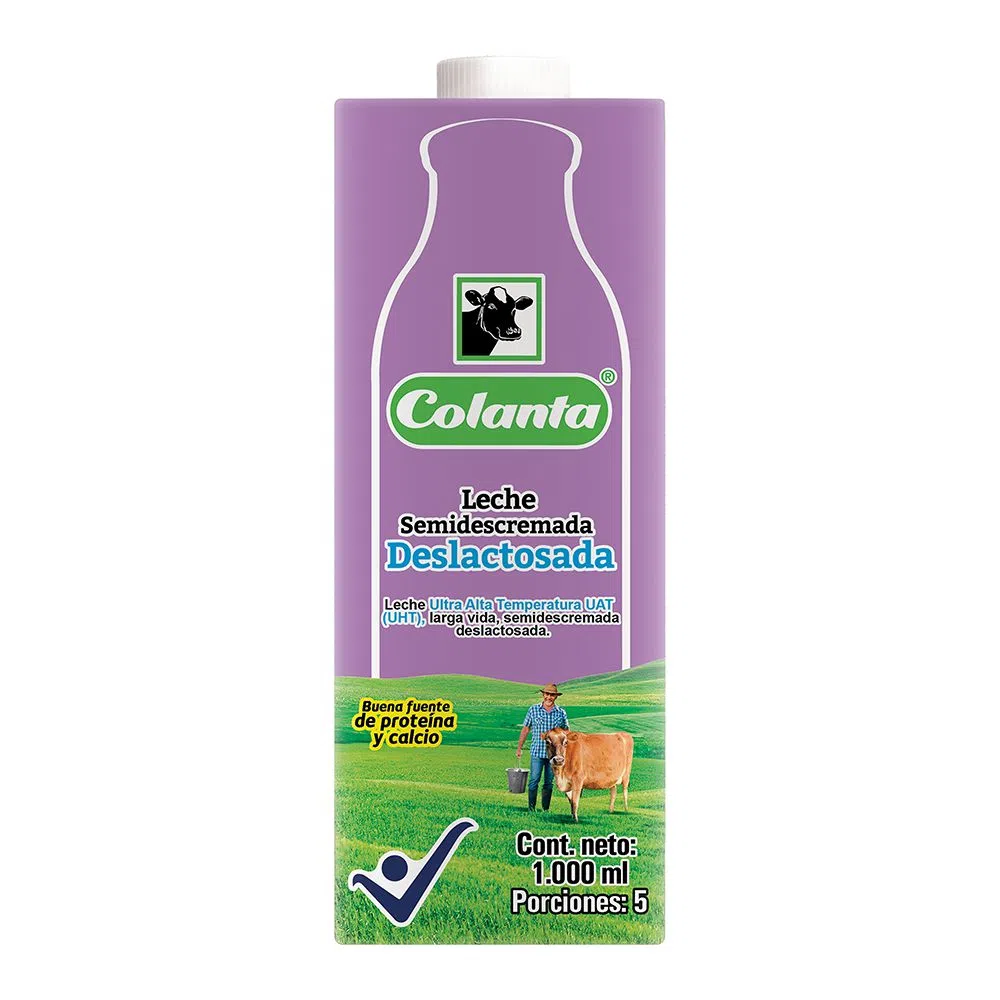 Colanta®
Leche
Semidescremada
Deslactosada
Leche Ultra Alta Temperatura UAT
(UHT), larga vida, semidescremada
deslactosada.
Buena fuente
de proteína
y calcio
Cont. neto:
1.000 ml
Porciones: 5